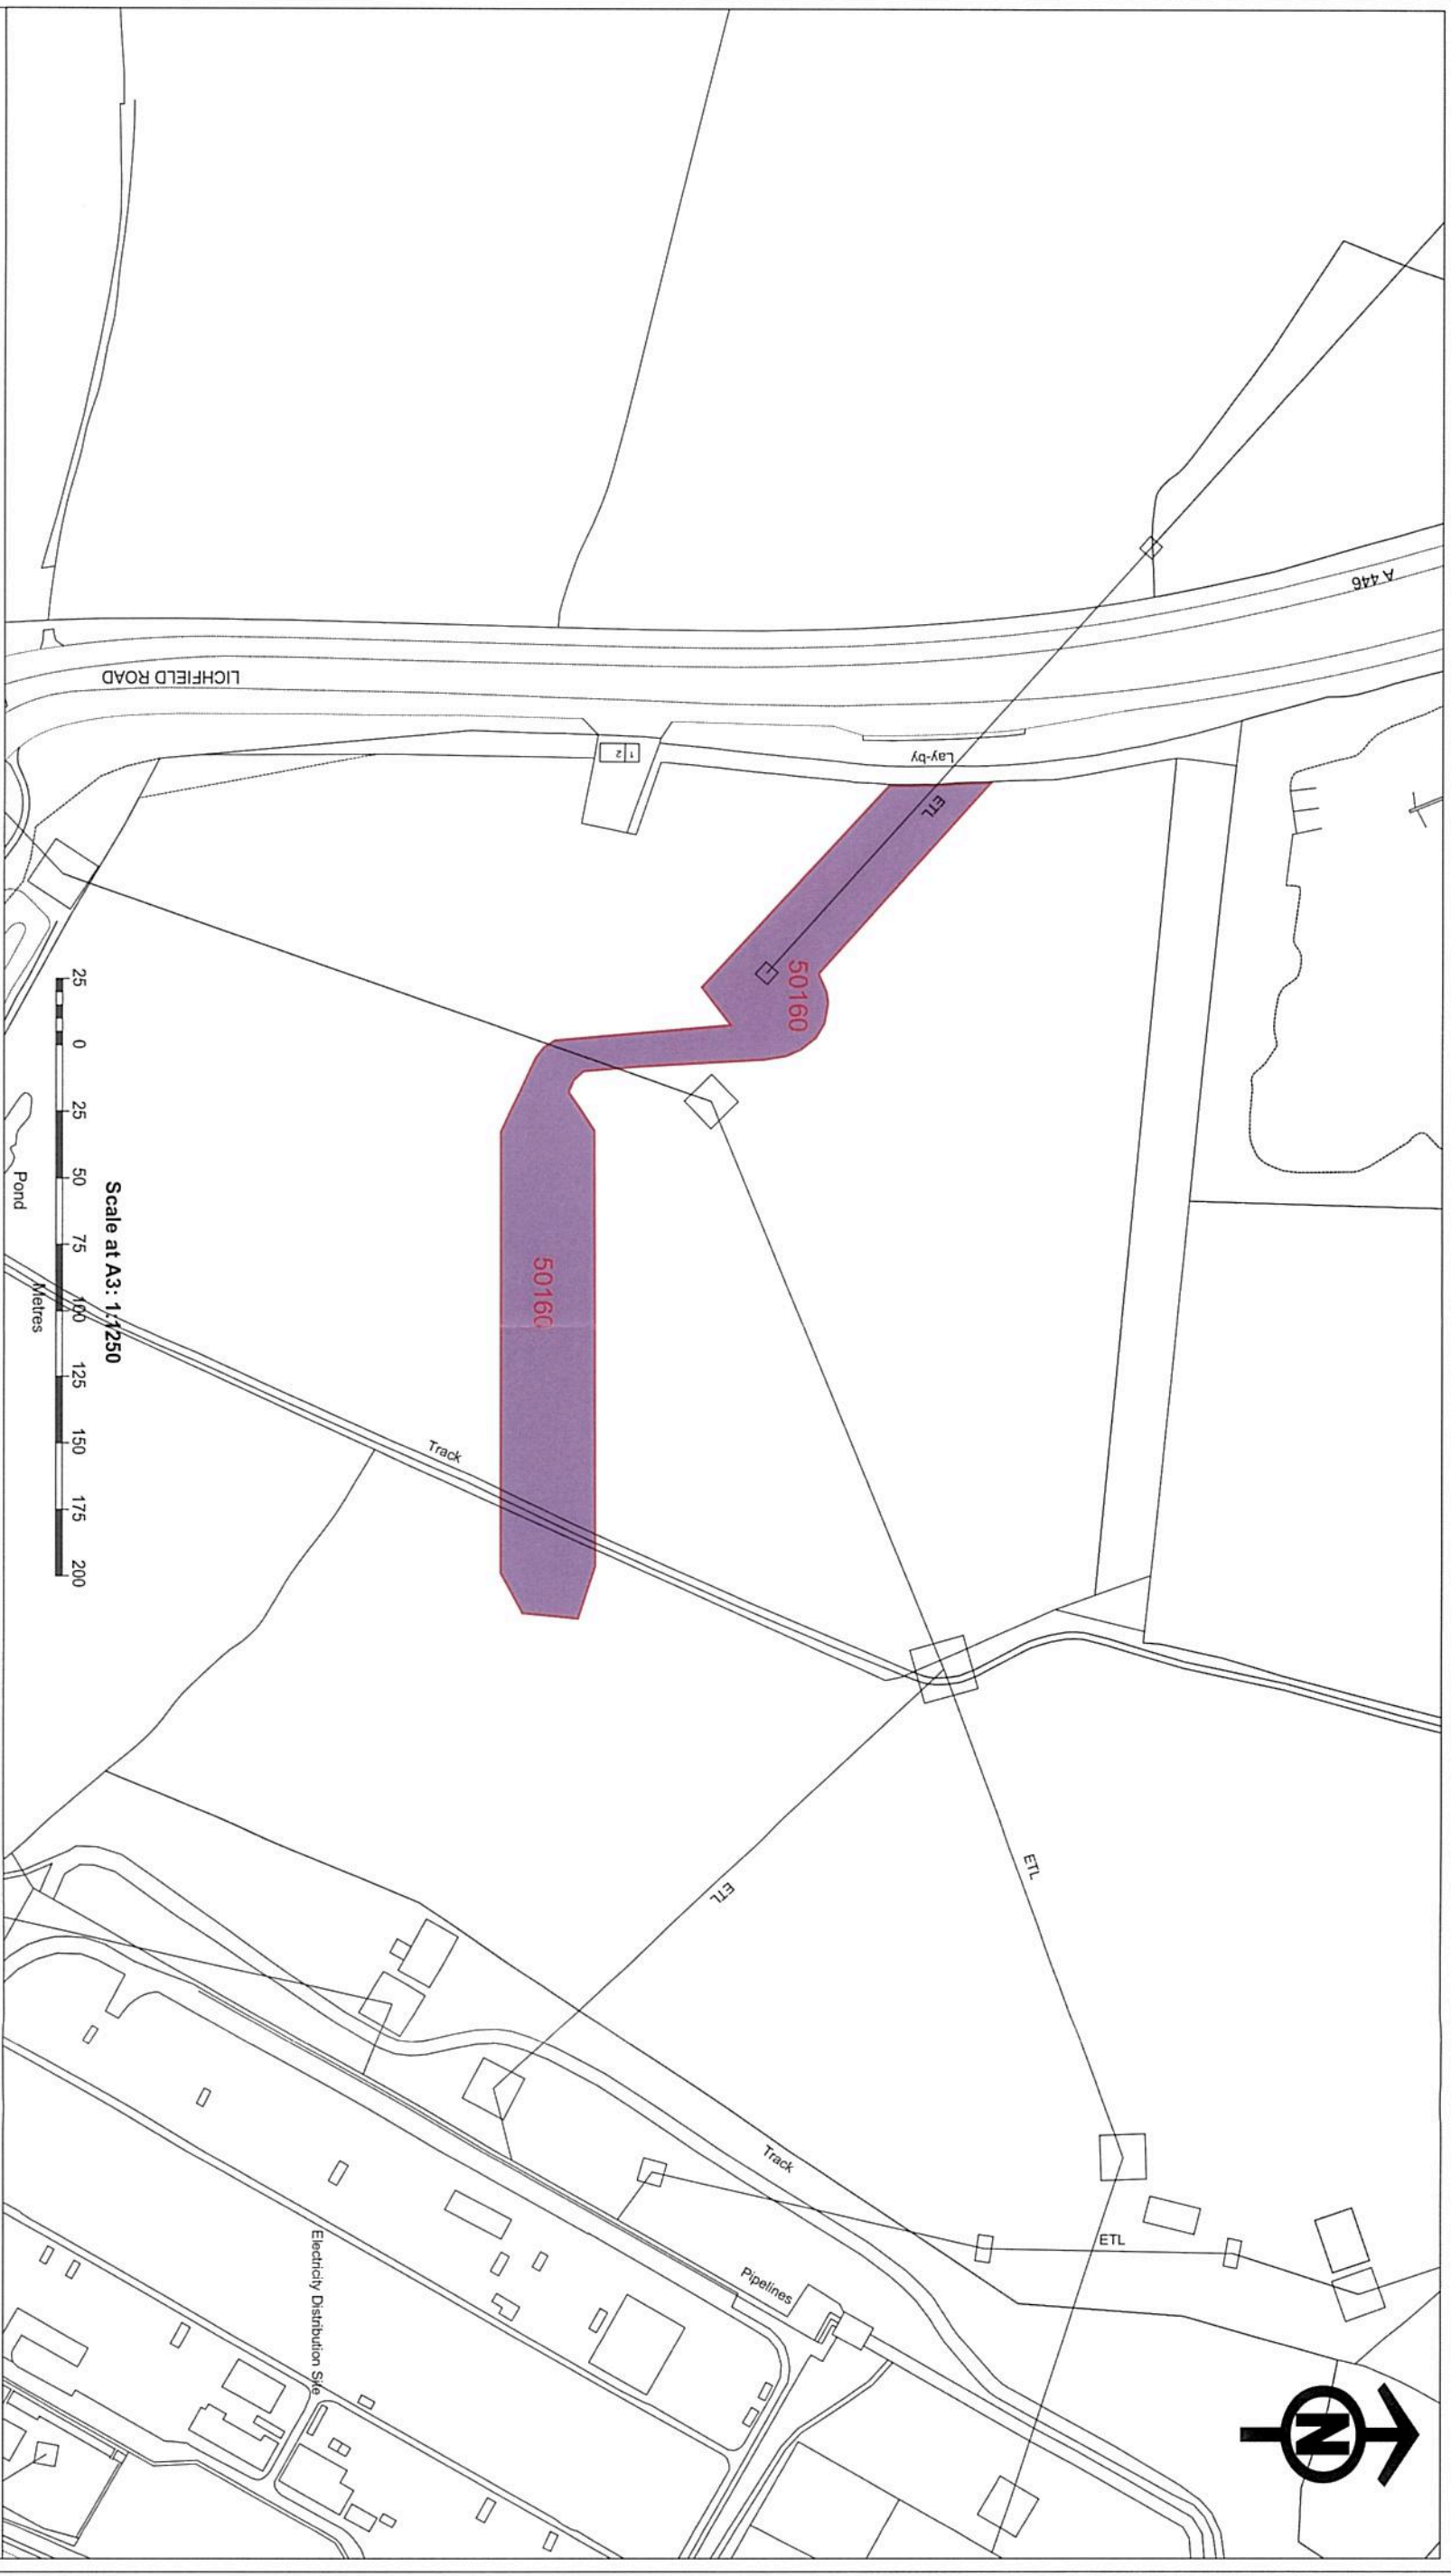 A 446
LICHFIELD ROAD
Lay-by
1
2
ETL
50160
50160
Track
ETL
ETL
Track
ETL
Pipelines
Electricity Distribution Site
Pond
Scale at A3: 1:1250
25 0 25 50 75 100 125 150 175 200
Metres
N